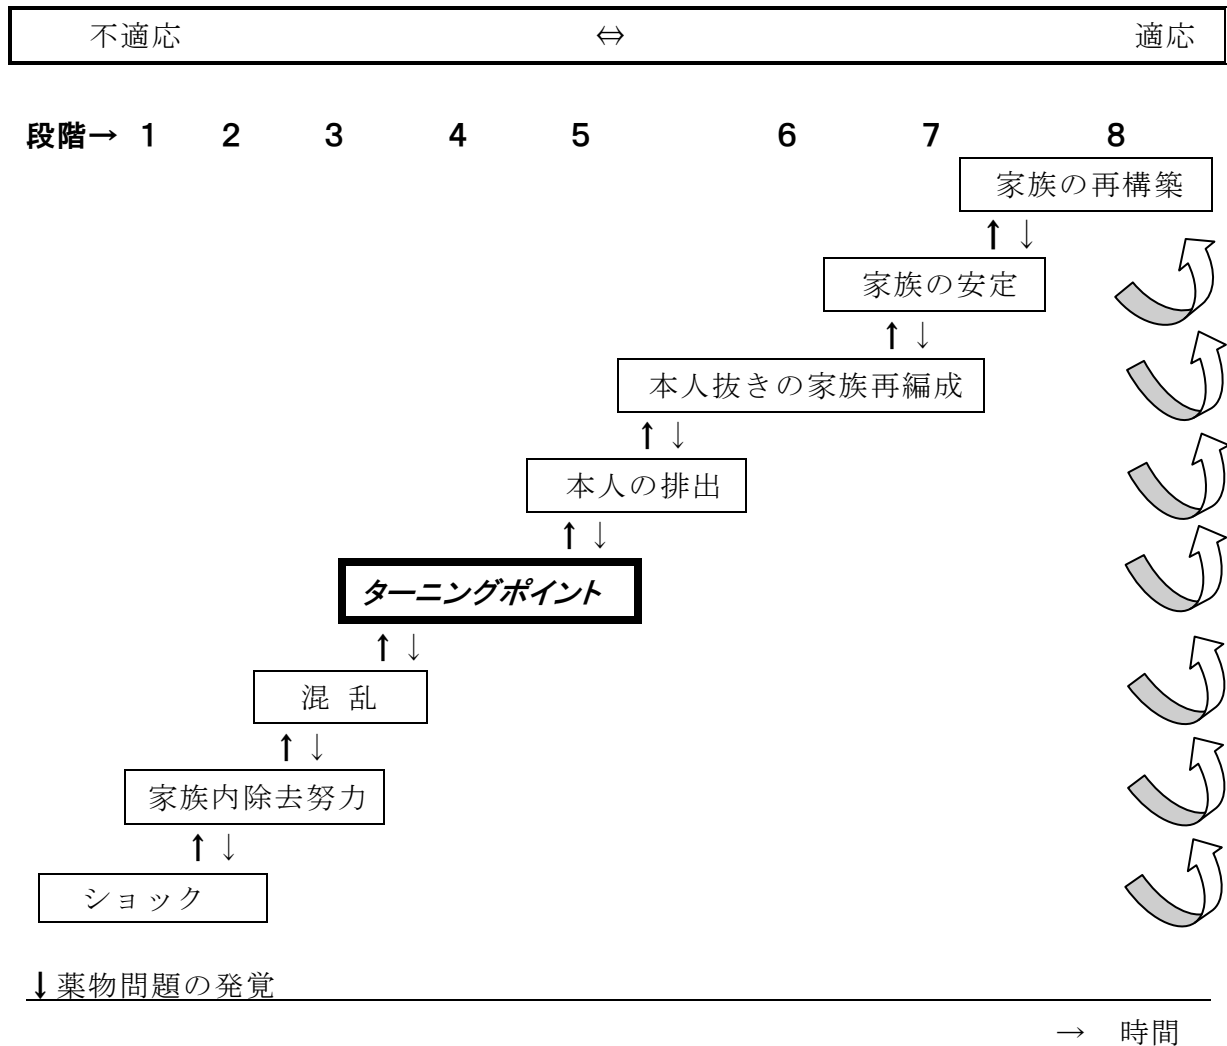 不適応 ⇔ 適応
段階→ 1 2 3 4 5 6 7 8
家族の再構築
↑ ↓
家族の安定
↑ ↓
本人抜きの家族再編成
↑ ↓
本人の排出
↑ ↓
ターニングポイント
↑ ↓
混 乱
↑ ↓
家族内除去努力
↑ ↓
ショック
↓薬物問題の発覚
→ 時間